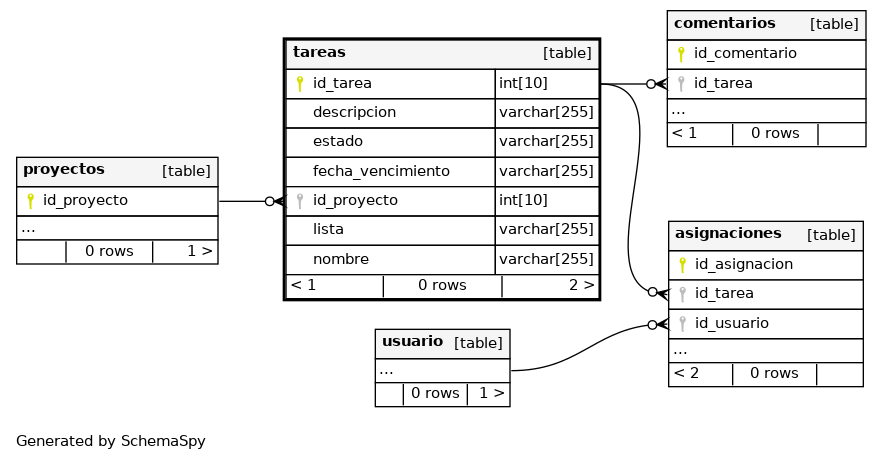 comentarios [table]
id_comentario
id_tarea
...
< 1 0 rows
tareas [table]
id_tarea int[10]
descripcion varchar[255]
estado varchar[255]
fecha_vencimiento varchar[255]
id_proyecto int[10]
lista varchar[255]
nombre varchar[255]
< 1 0 rows 2 >
proyectos [table]
id_proyecto
...
0 rows 1 >
asignaciones [table]
id_asignacion
id_tarea
id_usuario
...
< 2 0 rows
usuario [table]
...
0 rows 1 >
Generated by SchemaSpy